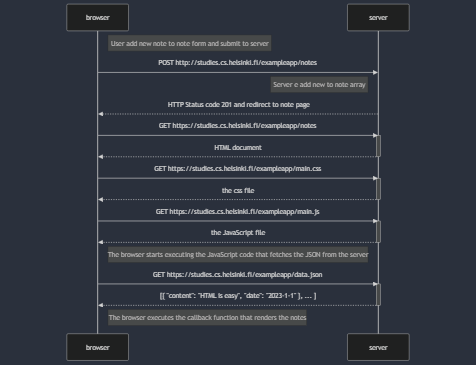 browser server
User add new note to note form and submit to server
POST http://studies.cs.helsinki.fi/exampleapp/notes
Server e add new to note array
HTTP Status code 201 and redirect to note page
GET https://studies.cs.helsinki.fi/exampleapp/notes
HTML document
GET https://studies.cs.helsinki.fi/exampleapp/main.css
the css file
GET https://studies.cs.helsinki.fi/exampleapp/main.js
the JavaScript file
The browser starts executing the JavaScript code that fetches the JSON from the server
GET https://studies.cs.helsinki.fi/exampleapp/data.json
[{ "content": "HTML is easy", "date": "2023-1-1" }, ... ]
The browser executes the callback function that renders the notes
browser server